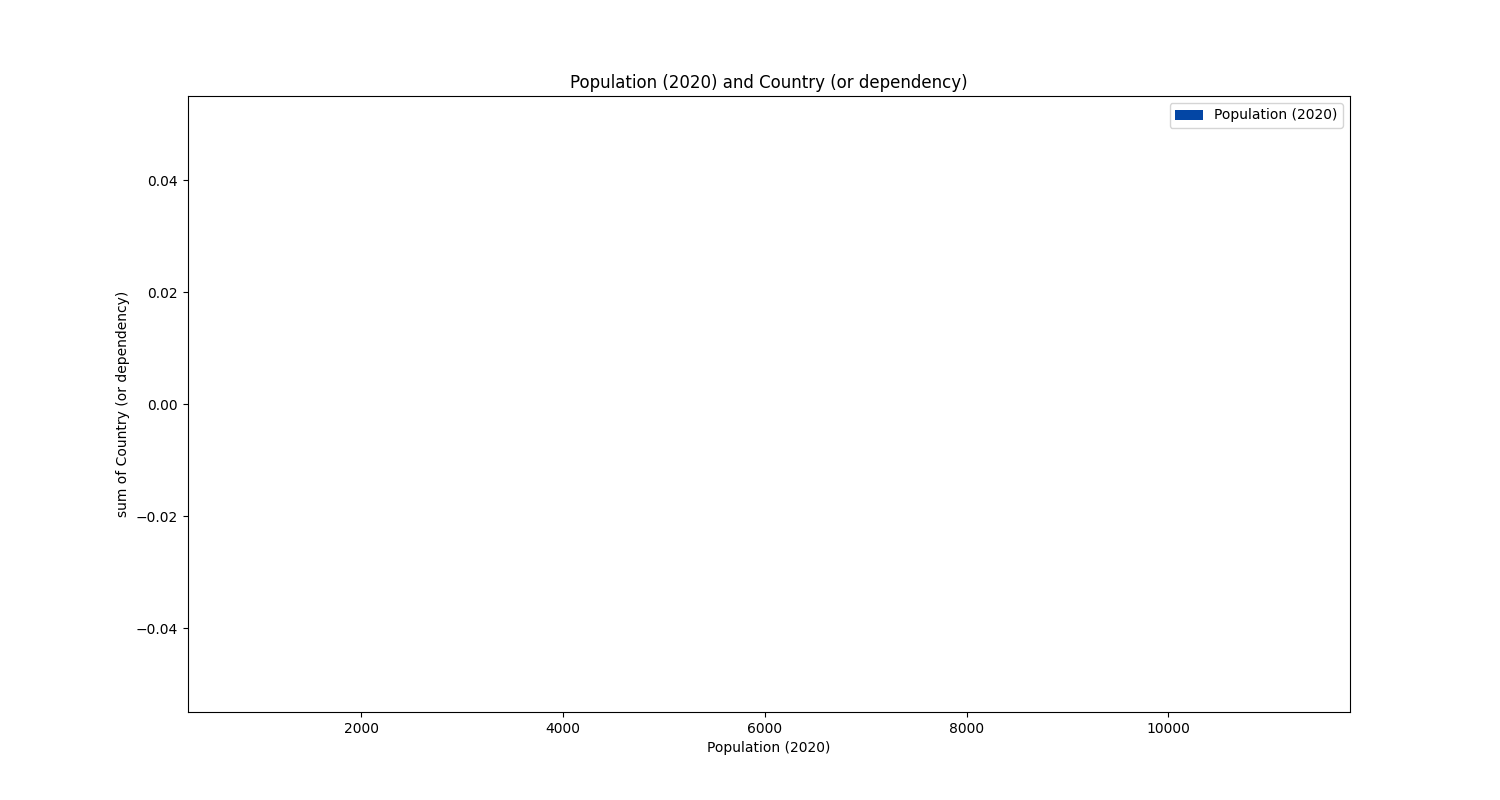 Population (2020) and Country (or dependency)
Population (2020)
0.04
0.02
0.00
−0.02
−0.04
sum of Country (or dependency)
2000 4000 6000 8000 10000
Population (2020)